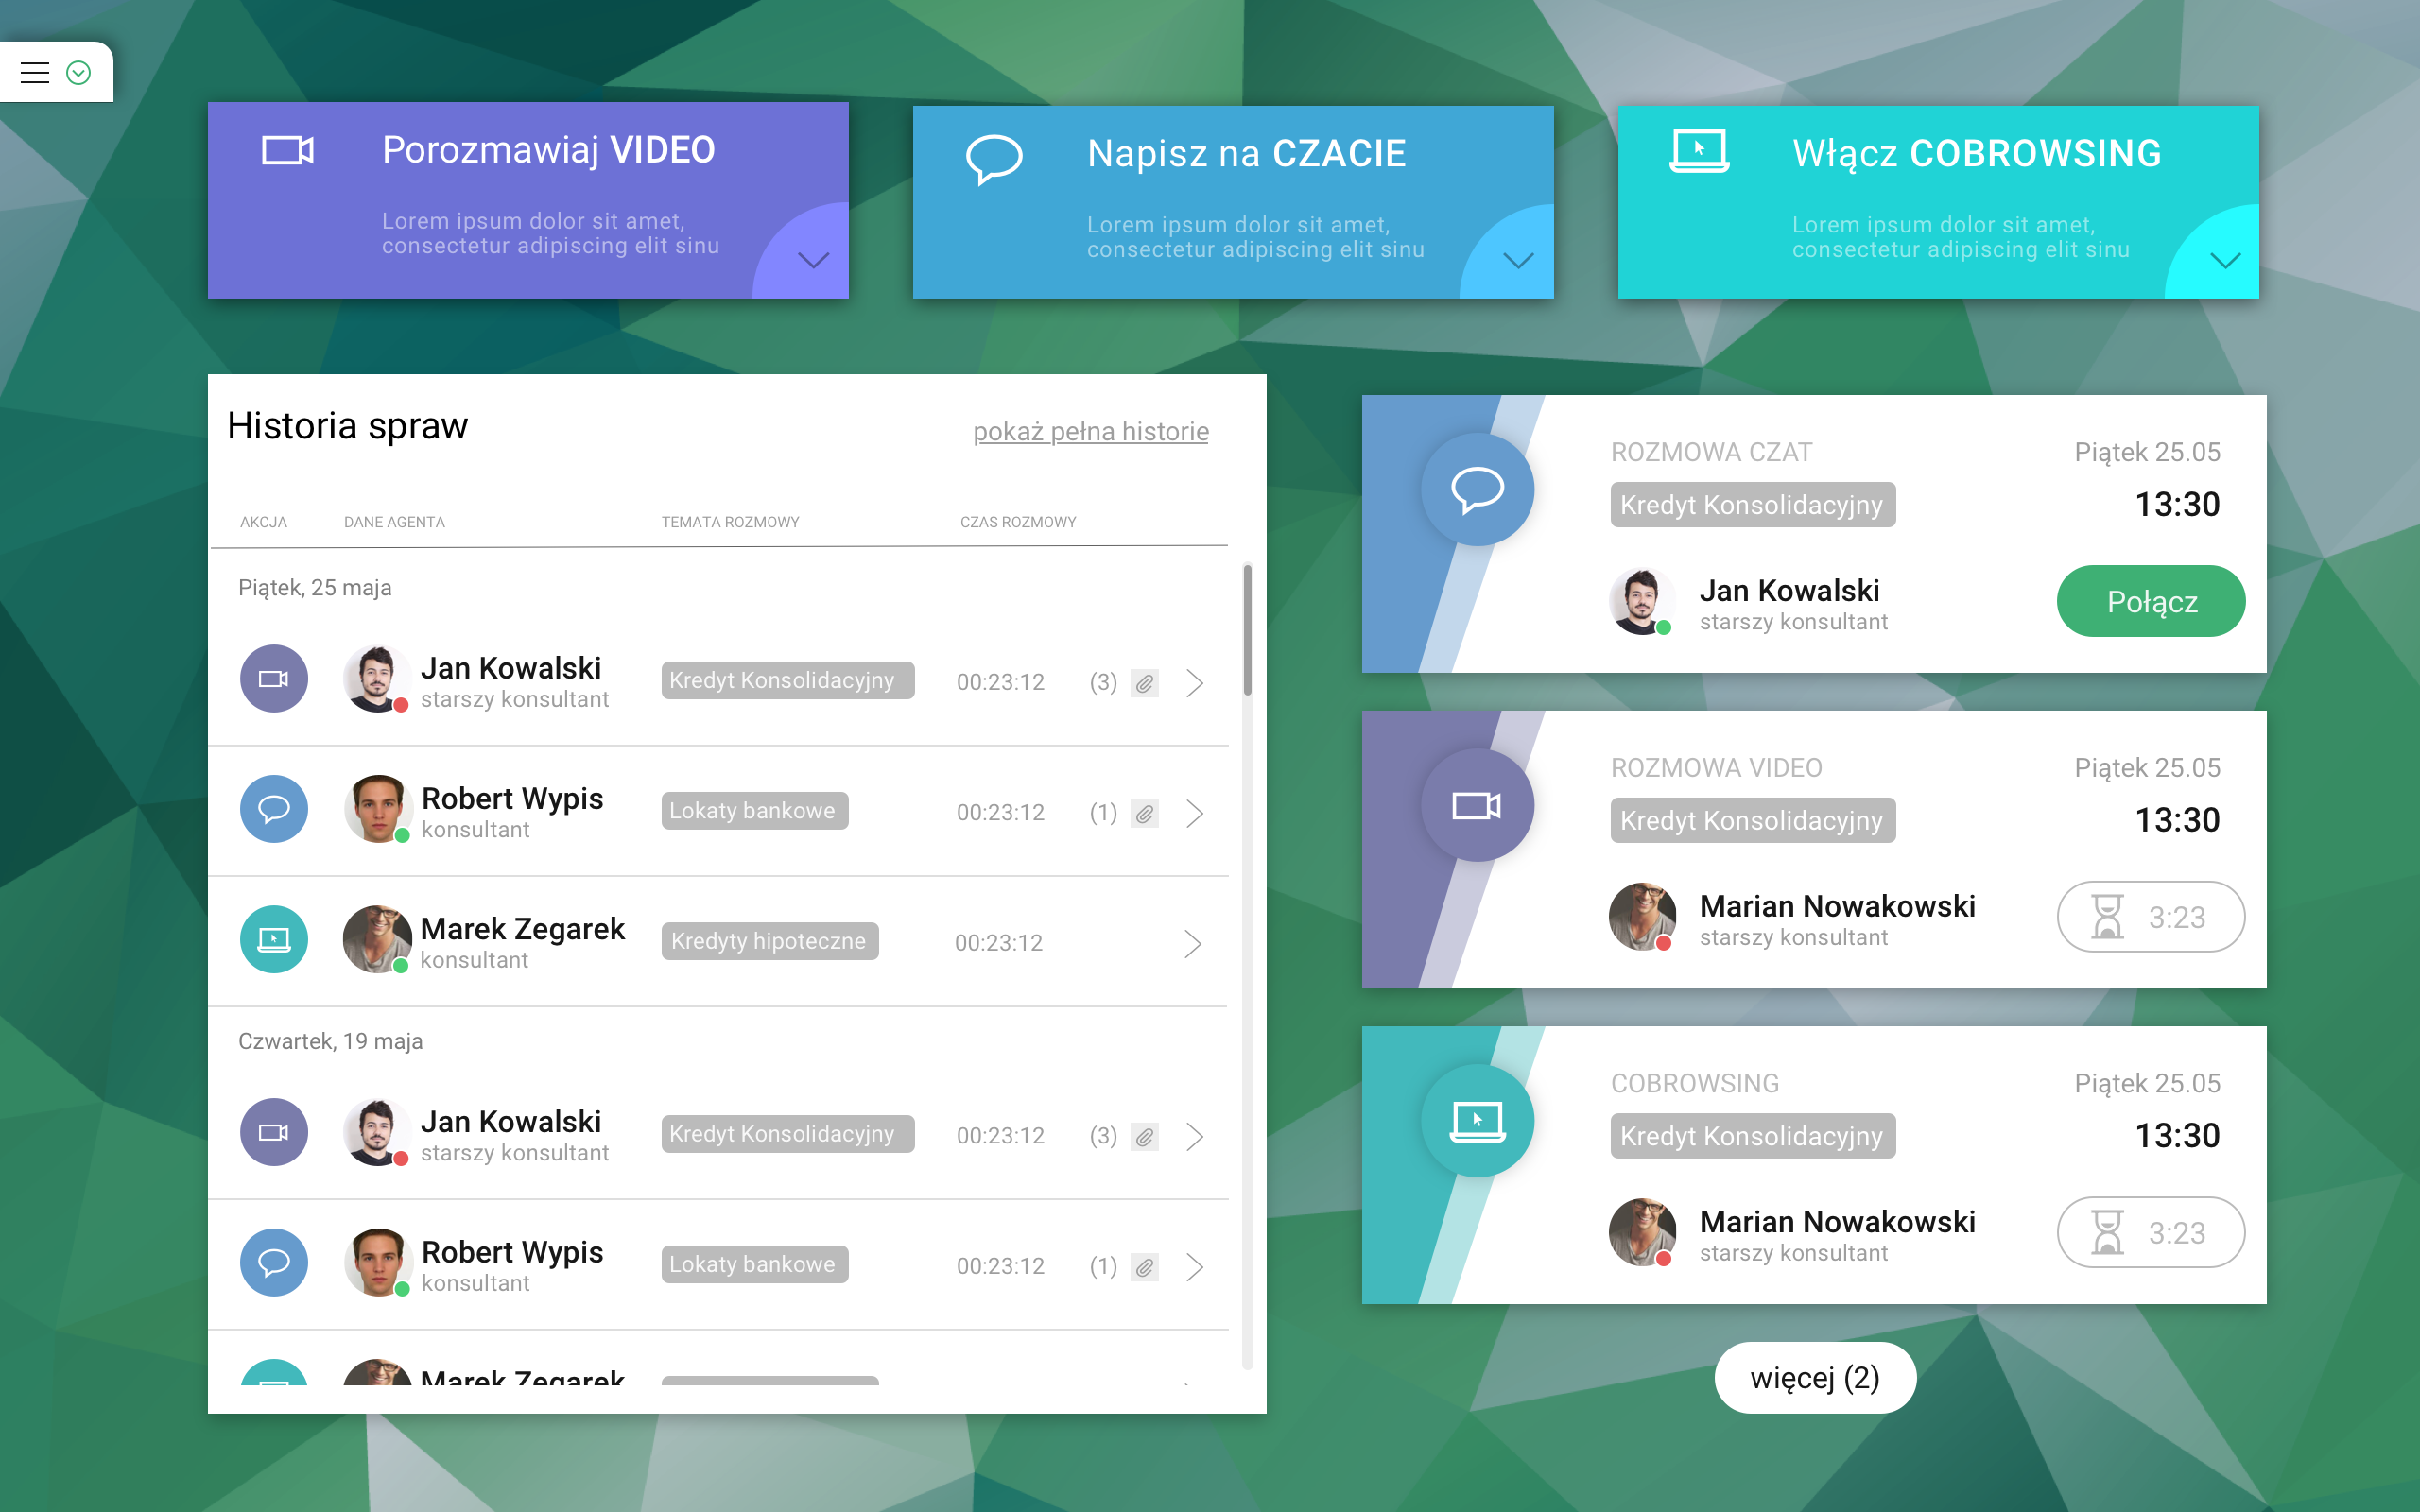 Porozmawiaj VIDEO
Lorem ipsum dolor sit amet,
consectetur adipiscing elit sinu
Napisz na CZACIE
Lorem ipsum dolor sit amet,
consectetur adipiscing elit sinu
Włącz COBROWSING
Lorem ipsum dolor sit amet,
consectetur adipiscing elit sinu
Historia spraw
pokaż pełna historie
AKCJA DANE AGENTA TEMATA ROZMOWY CZAS ROZMOWY
Piątek, 25 maja
Jan Kowalski
starszy konsultant
Kredyt Konsolidacyjny 00:23:12 (3)
Robert Wypis
konsultant
Lokaty bankowe 00:23:12 (1)
Marek Zegarek
konsultant
Kredyty hipoteczne 00:23:12
Czwartek, 19 maja
Jan Kowalski
starszy konsultant
Kredyt Konsolidacyjny 00:23:12 (3)
Robert Wypis
konsultant
Lokaty bankowe 00:23:12 (1)
Marek Zegarek
ROZMOWA CZAT Piątek 25.05
Kredyt Konsolidacyjny 13:30
Jan Kowalski
starszy konsultant
Połącz
ROZMOWA VIDEO Piątek 25.05
Kredyt Konsolidacyjny 13:30
Marian Nowakowski
starszy konsultant
3:23
COBROWSING Piątek 25.05
Kredyt Konsolidacyjny 13:30
Marian Nowakowski
starszy konsultant
3:23
więcej (2)